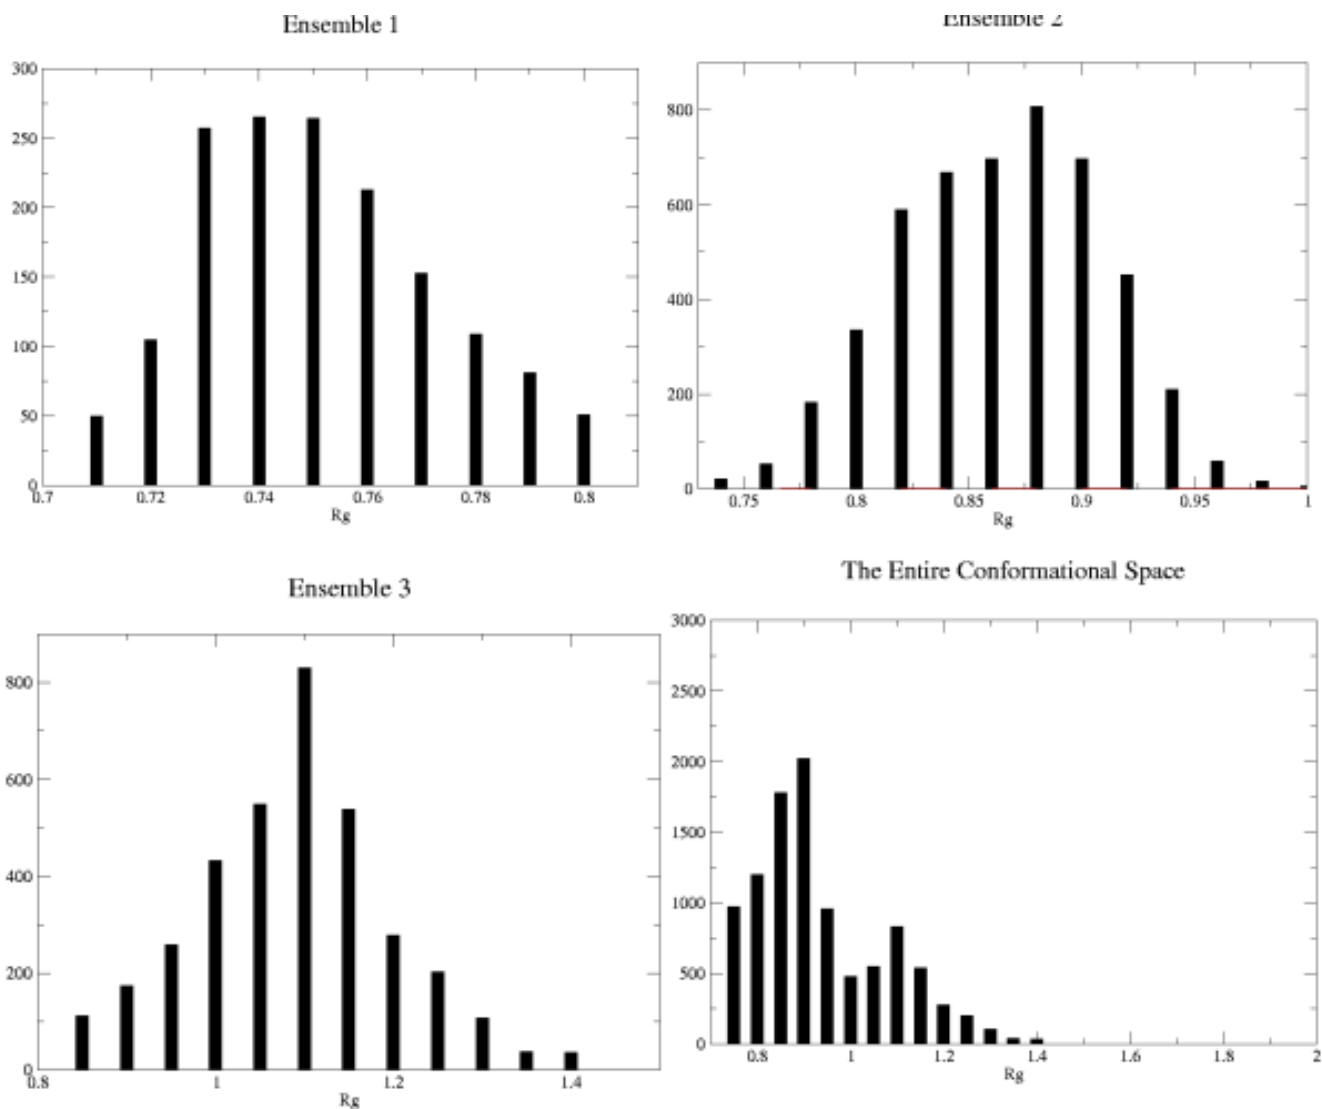 Ensemble 1
300
250
200
150
100
50
0
0.7 0.72 0.74 0.76 0.78 0.8
Rg
Ensemble 2
800
600
400
200
0
0.75 0.8 0.85 0.9 0.95 1
Rg
Ensemble 3
800
600
400
200
0
0.8 1 1.2 1.4
Rg
The Entire Conformational Space
3000
2500
2000
1500
1000
500
0
0.8 1 1.2 1.4 1.6 1.8 2
Rg